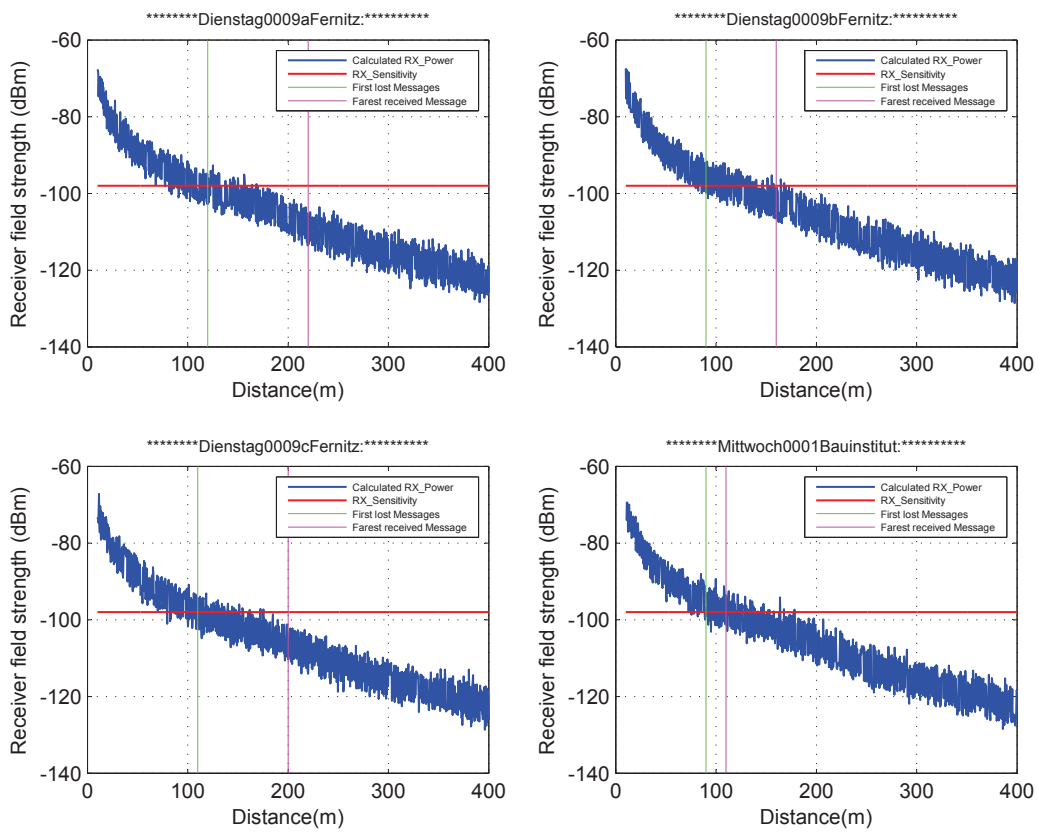 ********Dienstag0009aFernitz:**********
Receiver field strength (dBm)
-60
-80
-100
-120
-140
Calculated RX_Power
RX_Sensitivity
First lost Messages
Farest received Message
0 100 200 300 400
Distance(m)
********Dienstag0009bFernitz:**********
Receiver field strength (dBm)
-60
-80
-100
-120
-140
Calculated RX_Power
RX_Sensitivity
First lost Messages
Farest received Message
0 100 200 300 400
Distance(m)
********Dienstag0009cFernitz:**********
Receiver field strength (dBm)
-60
-80
-100
-120
-140
Calculated RX_Power
RX_Sensitivity
First lost Messages
Farest received Message
0 100 200 300 400
Distance(m)
********Mittwoch0001Bauinstitut:**********
Receiver field strength (dBm)
-60
-80
-100
-120
-140
Calculated RX_Power
RX_Sensitivity
First lost Messages
Farest received Message
0 100 200 300 400
Distance(m)